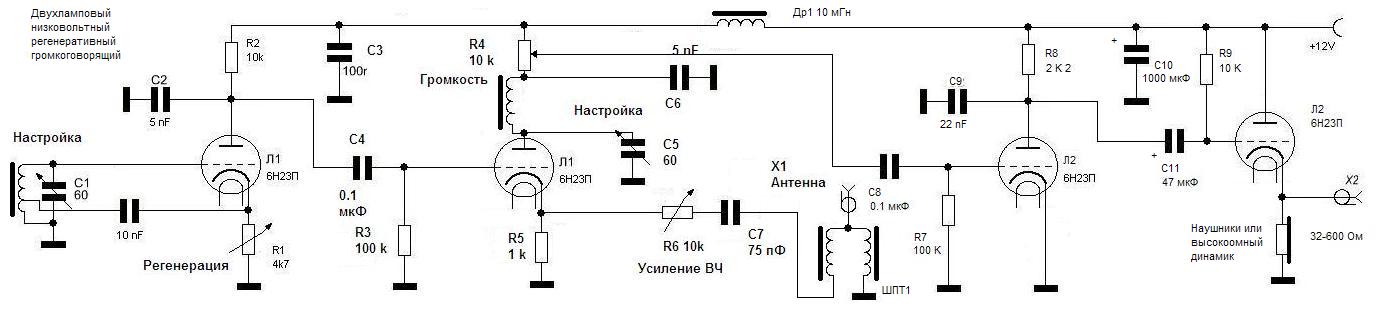 Двухламповый
низковольтный
регенеративный
громкоговорящий
Др1 10 мГн
+12V
R2
10k
C3
100г
R4
10 k
Громкость
5 nF
C6
R8
2 K 2
+
C10
1000 мкФ
R9
10 K
C2
5 nF
C9
22 nF
Настройка
C5
60
Л2
6Н23П
Настройка
C1
60
Л1
6Н23П
C4
0.1
мкФ
Л1
6Н23П
X1
Антенна
C8
0.1 мкФ
Л2
6Н23П
+
C11
47 мкФ
X2
10 nF
R1
4k7
Регенерация
R3
100 k
R5
1 k
R6 10k
Усиление ВЧ
C7
75 пФ
ШПТ1
R7
100 K
Наушники или
высокоомный
динамик
32-600 Ом